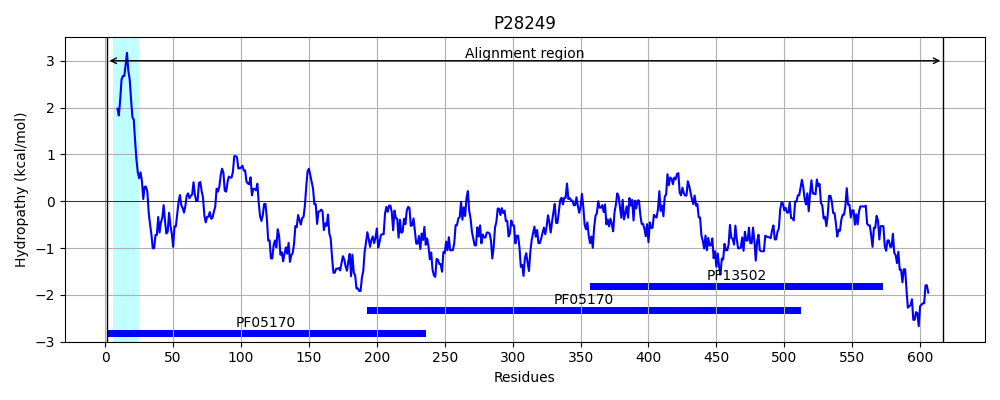 P28249
Alignment region
Hydropathy (kcal/mol)
3
2
1
0
−1
−2
−3
PF13502
PF05170
PF05170
0 50 100 150 200 250 300 350 400 450 500 550 600
Residues